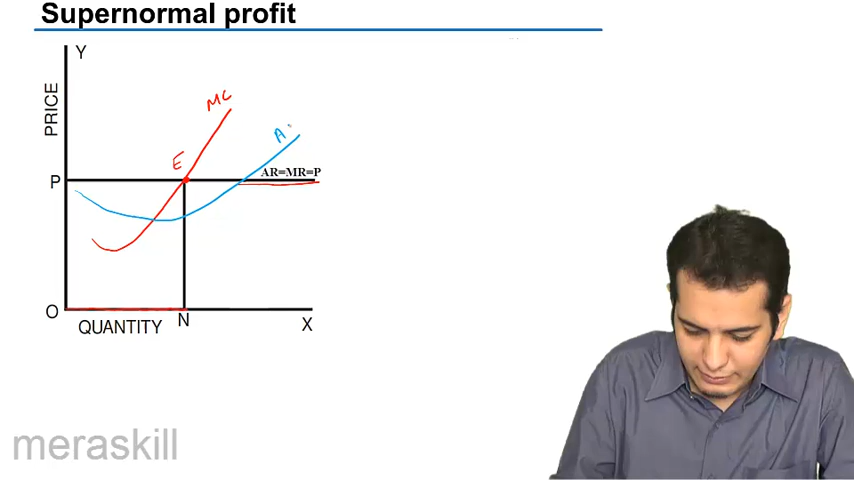 Supernormal profit
Y
PRICE
MC
A
E
AR=MR=P
P
O
QUANTITY
N
X
meraskill